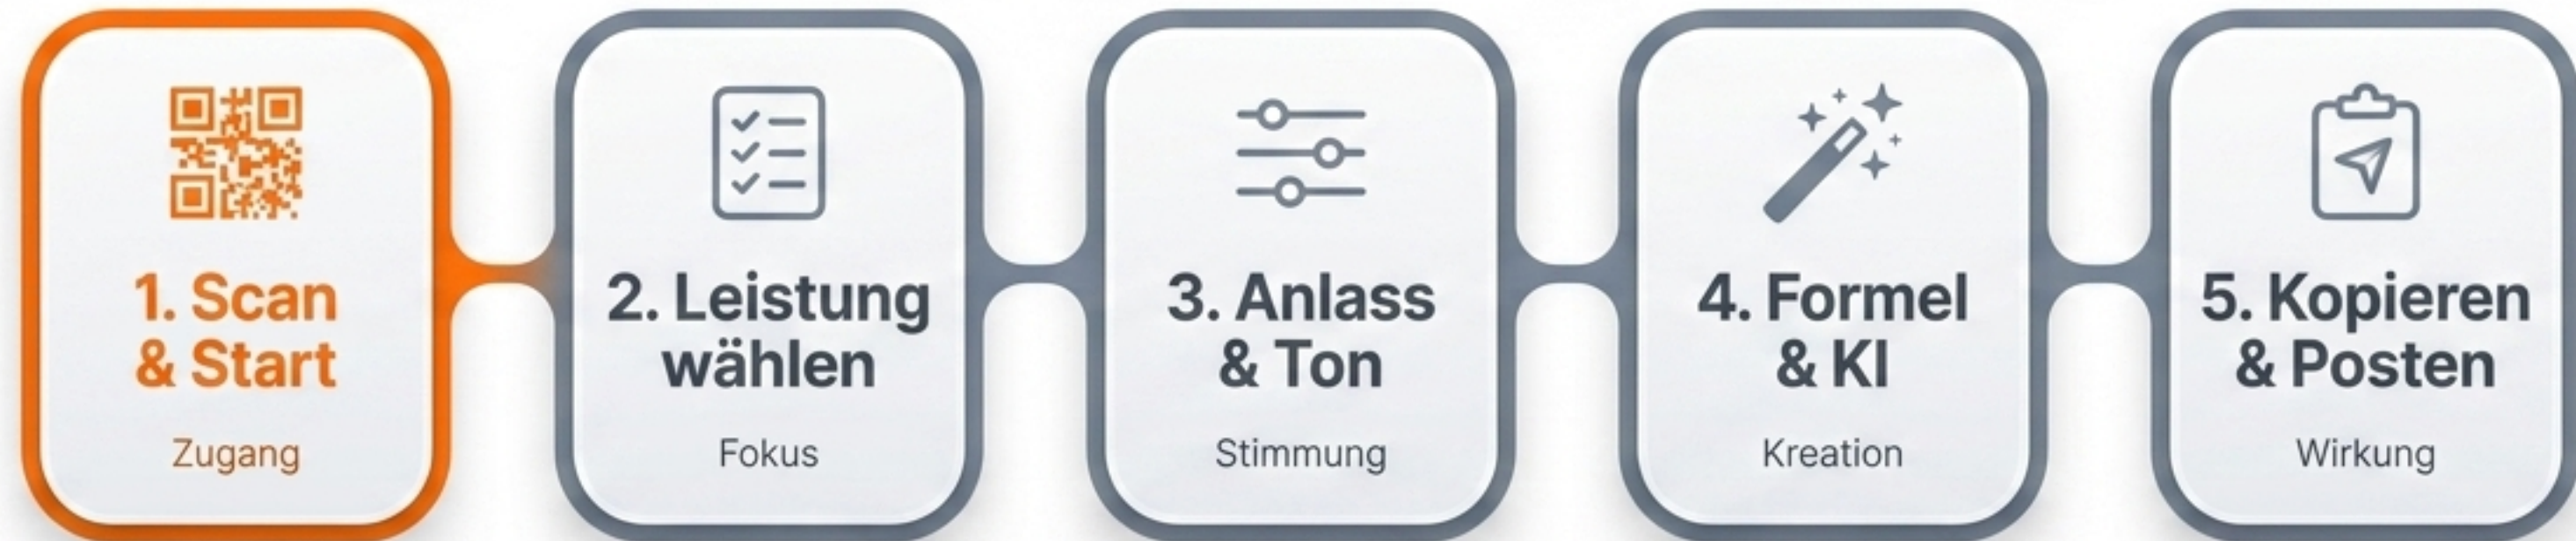 1. Scan
& Start
Zugang
2. Leistung
wählen
Fokus
3. Anlass
& Ton
Stimmung
4. Formel
& KI
Kreation
5. Kopieren
& Posten
Wirkung